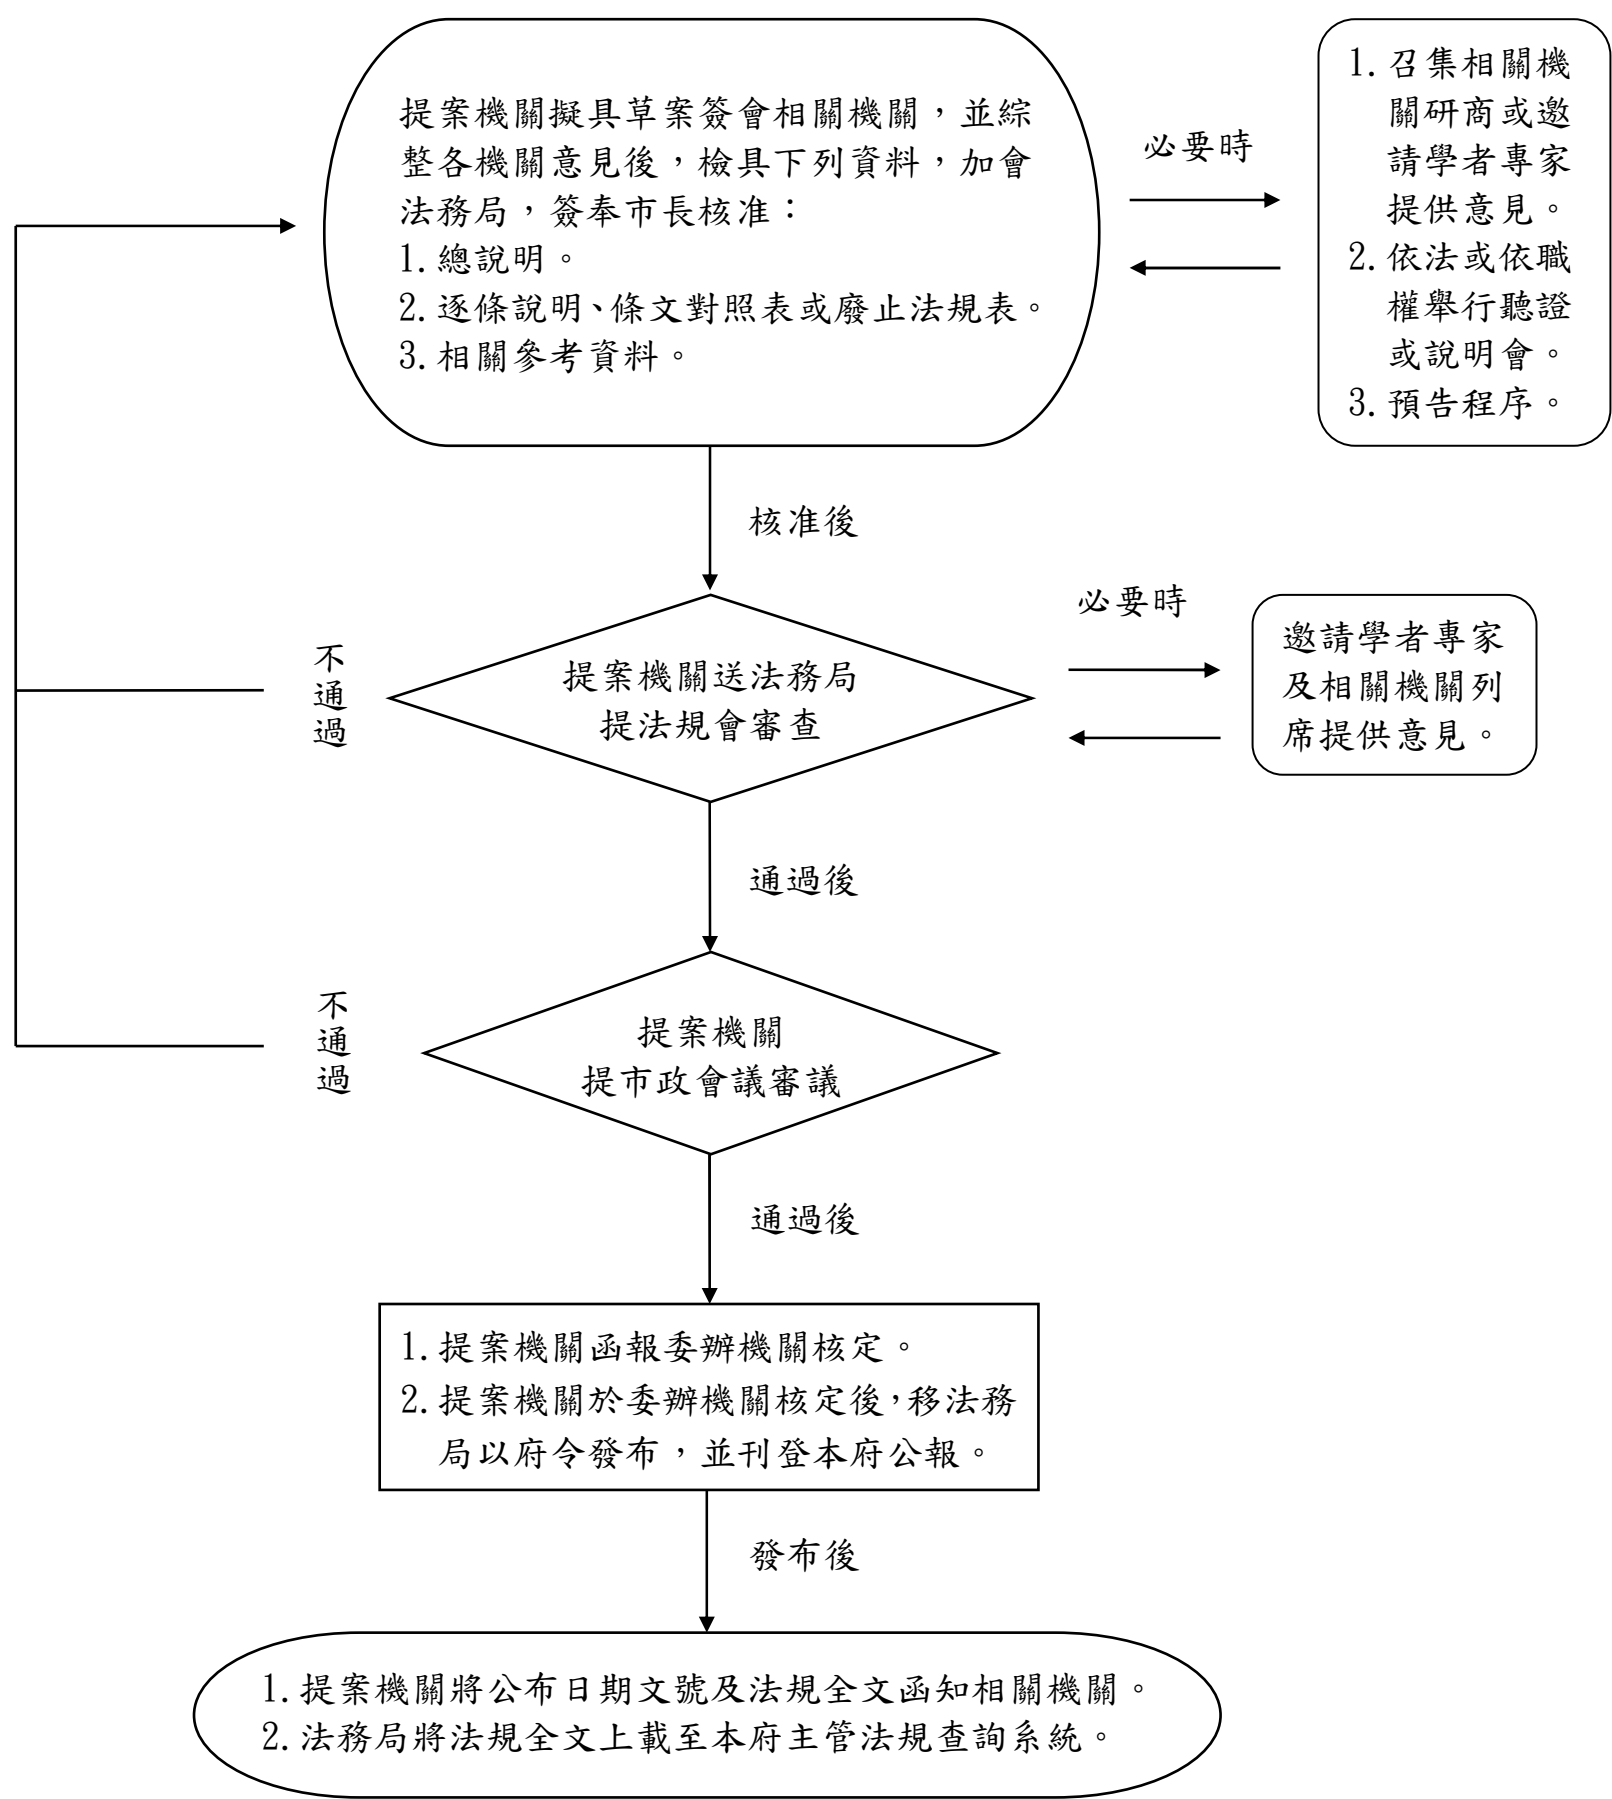 提案機關擬具草案簽會相關機關，並綜
整各機關意見後，檢具下列資料，加會
法務局，簽奉市長核准：
1.總說明。
2.逐條說明、條文對照表或廢止法規表。
3.相關參考資料。
必要時
1.召集相關機
關研商或邀
請學者專家
提供意見。
2.依法或依職
權舉行聽證
或說明會。
3.預告程序。
核准後
不通過
提案機關送法務局
提法規會審查
必要時
邀請學者專家
及相關機關列
席提供意見。
通過後
不通過
提案機關
提市政會議審議
通過後
1.提案機關函報委辦機關核定。
2.提案機關於委辦機關核定後，移法務
局以府令發布，並刊登本府公報。
發布後
1.提案機關將公布日期文號及法規全文函知相關機關。
2.法務局將法規全文上載至本府主管法規查詢系統。